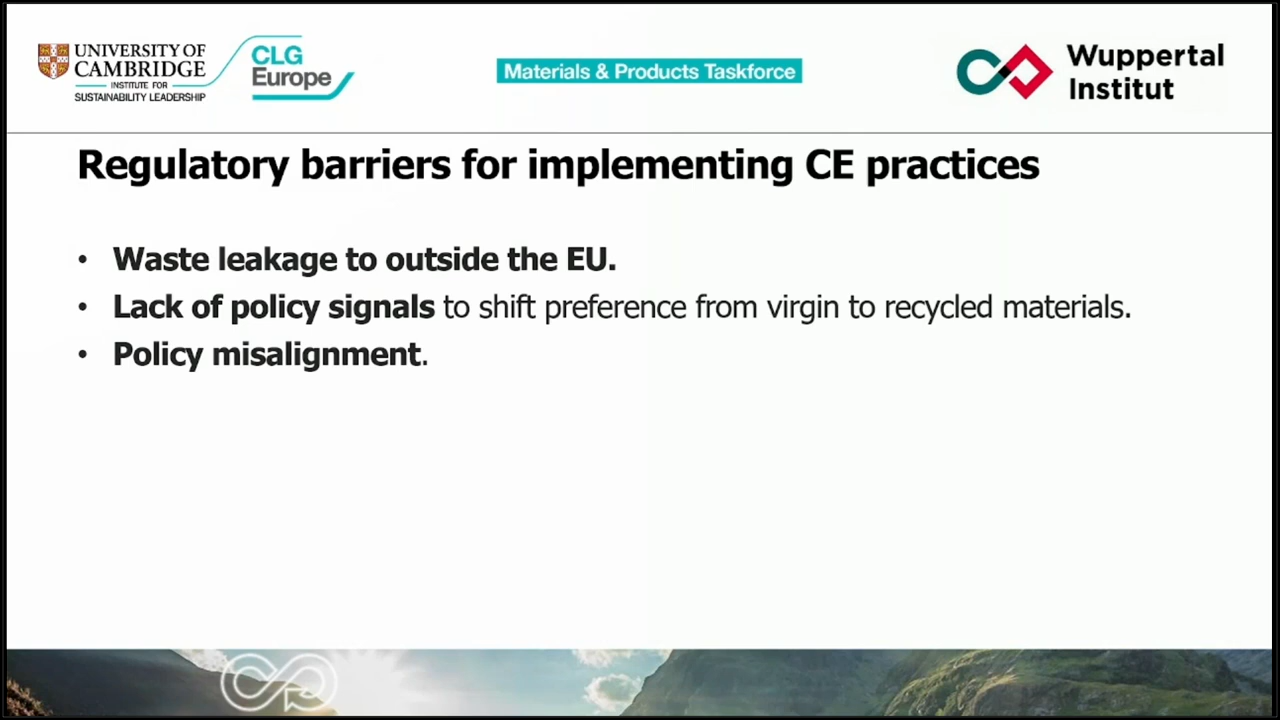 UNIVERSITY OF
CAMBRIDGE
INSTITUTE FOR
SUSTAINABILITY LEADERSHIP
CLG
Europe
Materials & Products Taskforce
Wuppertal
Institut
Regulatory barriers for implementing CE practices
• Waste leakage to outside the EU.
• Lack of policy signals to shift preference from virgin to recycled materials.
• Policy misalignment.